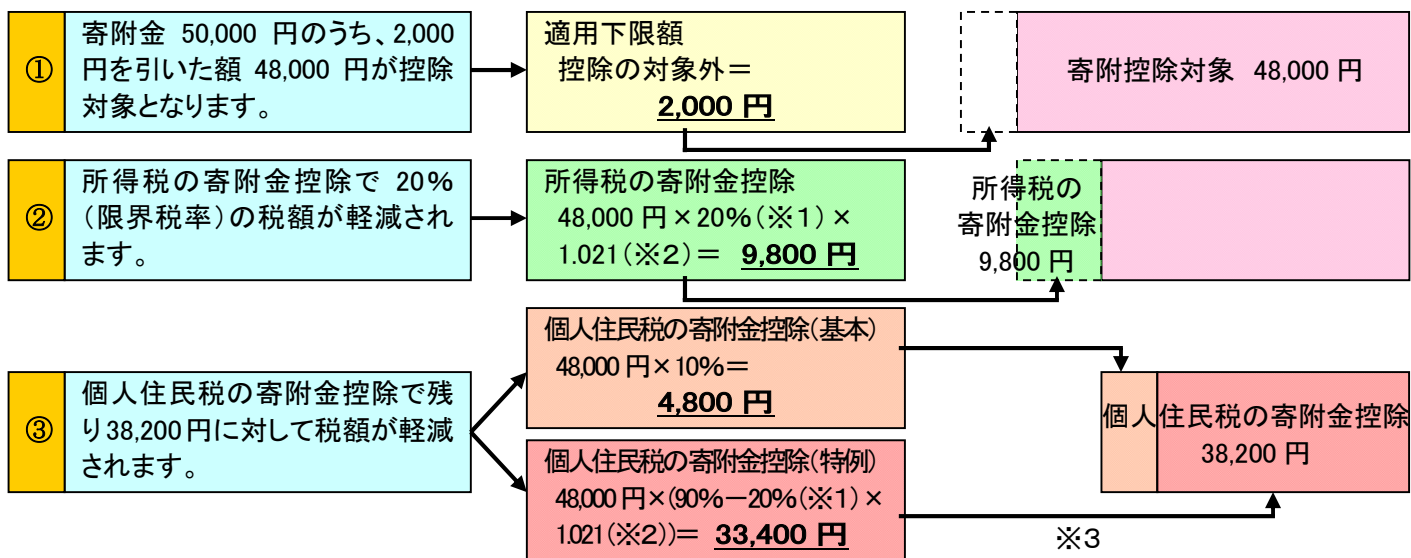 ①
寄附金 50,000 円のうち、2,000
円を引いた額 48,000 円が控除
対象となります。
適用下限額
控除の対象外＝
2,000 円
寄附控除対象 48,000 円
②
所得税の寄附金控除で 20％
（限界税率）の税額が軽減され
ます。
所得税の寄附金控除
48,000 円×20％（※１）×
1.021（※２）＝ 9,800 円
所得税の
寄附金控除
9,800 円
③
個人住民税の寄附金控除で残
り38,200円に対して税額が軽減
されます。
個人住民税の寄附金控除（基本）
48,000 円×10％＝
4,800 円
個人住民税の寄附金控除（特例）
48,000 円×(90％－20％（※１）×
1.021（※２））＝ 33,400 円
個人住民税の寄附金控除
38,200 円
※３